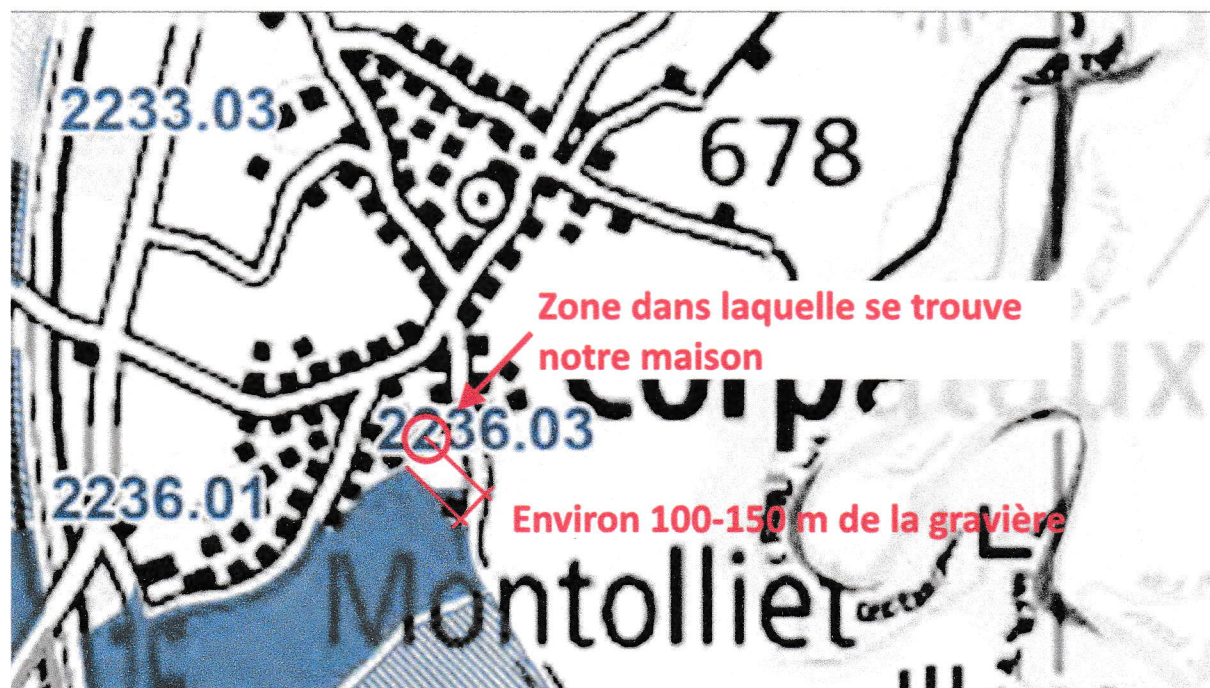 2233.03
678
Zone dans laquelle se trouve
notre maison
2236.03
2236.01
Environ 100-150 m de la gravière
Montolliet